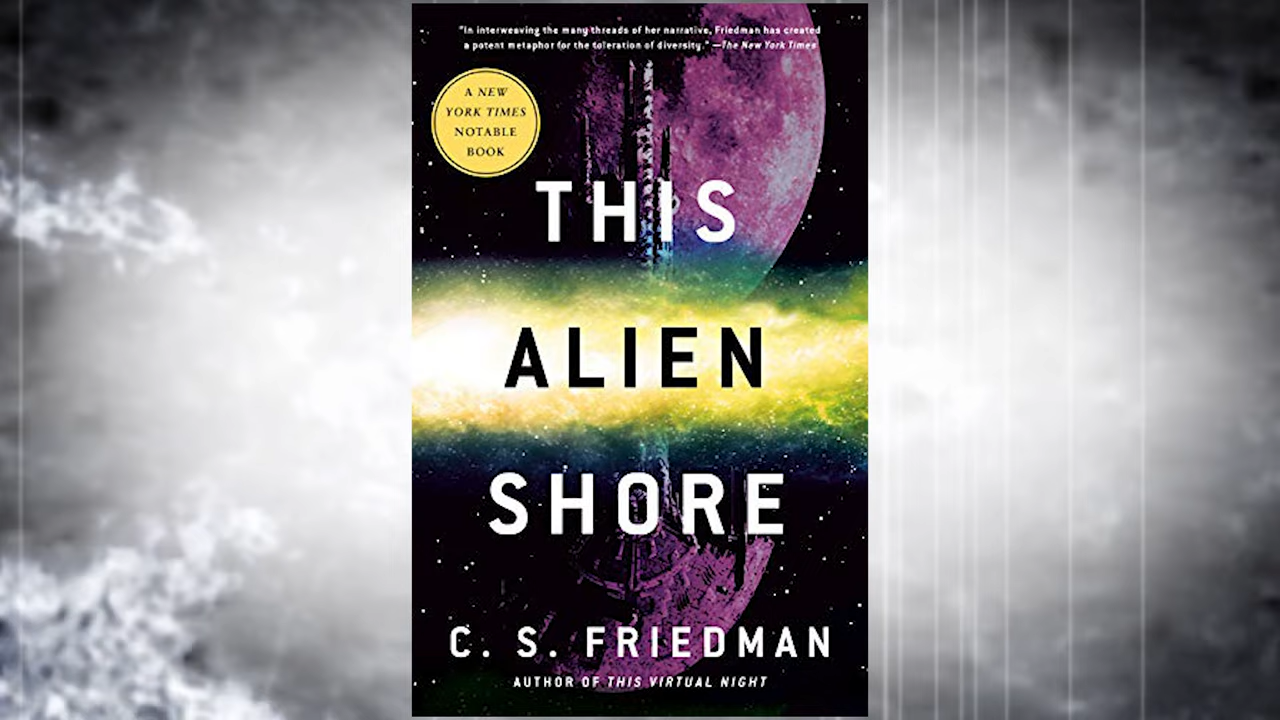 "In interweaving the many threads of her narrative, Friedman has created
a potent metaphor for the toleration of diversity." —The New York Times
A NEW
YORK TIMES
NOTABLE
BOOK
THIS
ALIEN
SHORE
C. S. FRIEDMAN
AUTHOR OF THIS VIRTUAL NIGHT